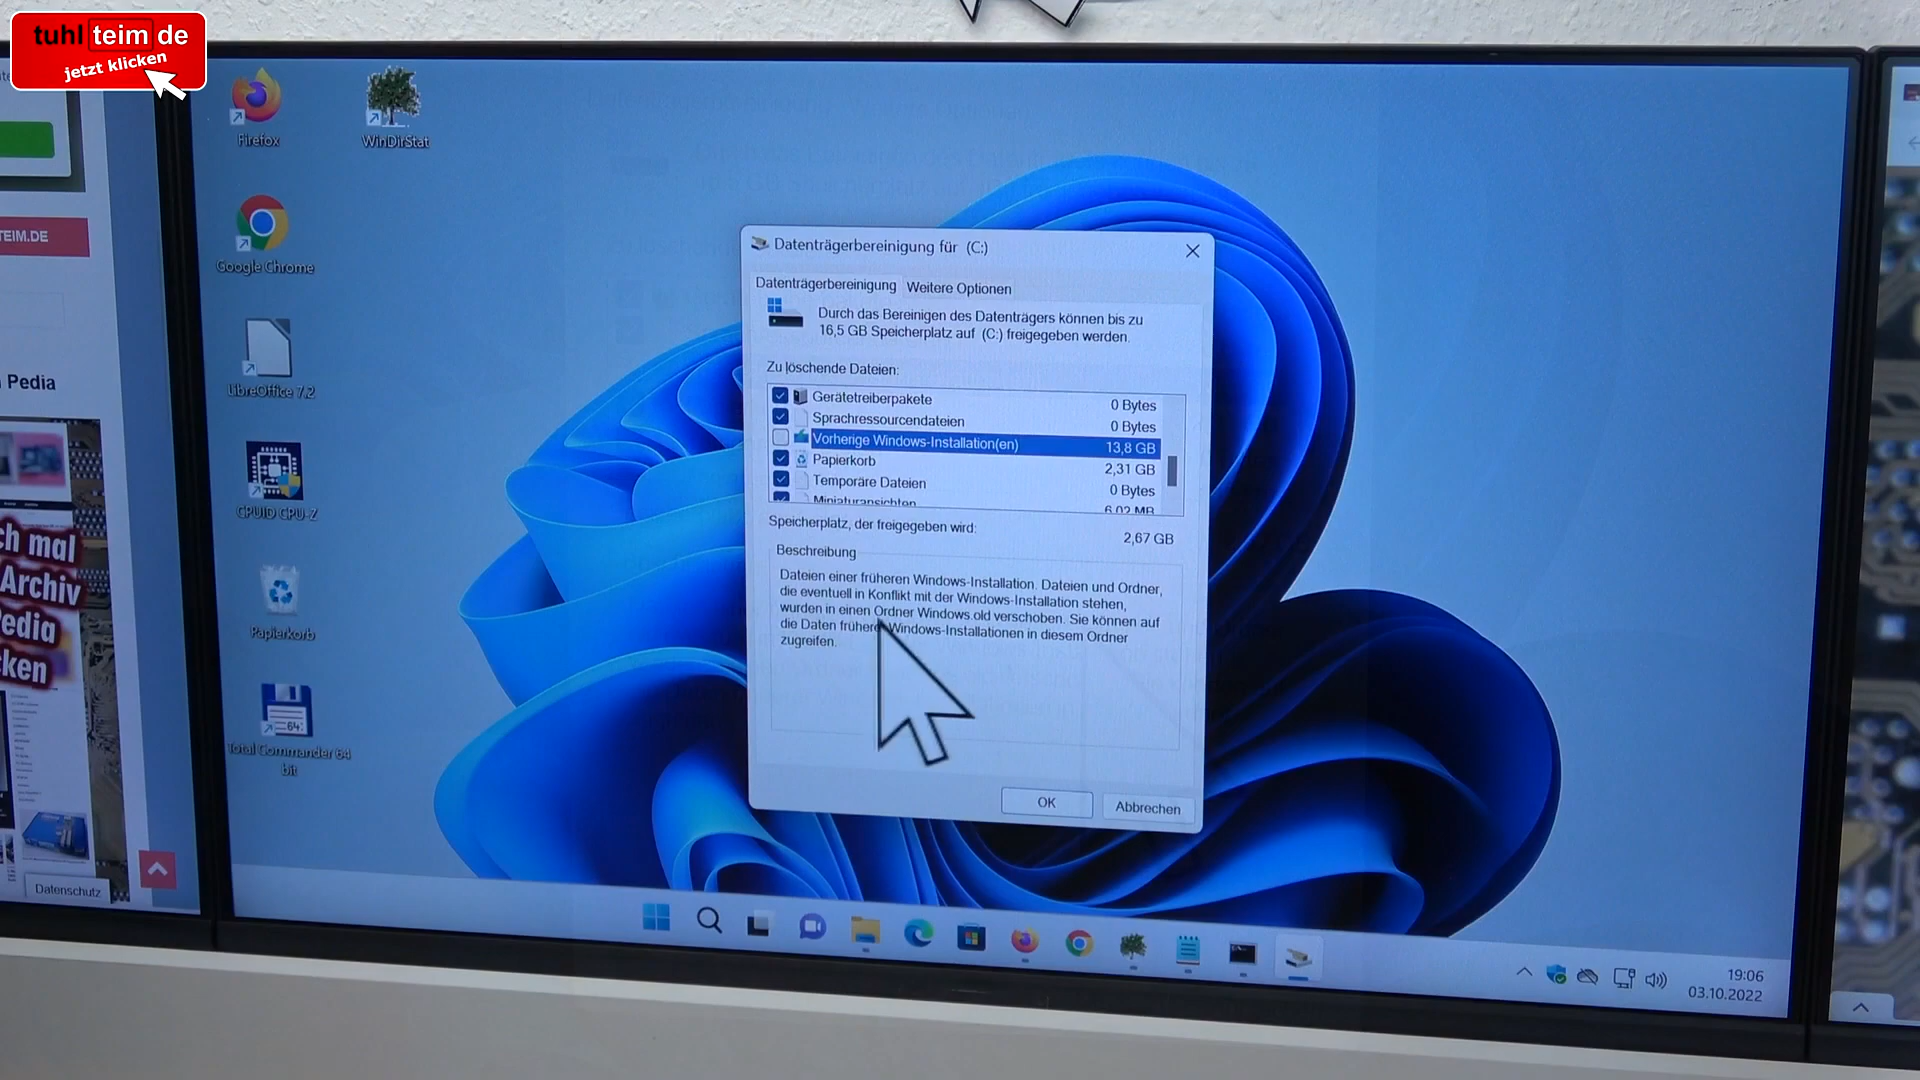 tuhl teim de
jetzt klicken
Firefox
WinDirStat
Google Chrome
LibreOffice 7.2
CPUID CPU-Z
Papierkorb
Total Commander 64
bit
TEIM.DE
Pedia
ch mal
Archiv
edia
cken
Datenschutz
Datenträgerbereinigung für (C:)
Datenträgerbereinigung Weitere Optionen
Durch das Bereinigen des Datenträgers können bis zu
16,5 GB Speicherplatz auf (C:) freigegeben werden.
Zu löschende Dateien:
Gerätetreiberpakete 0 Bytes
Sprachressourcendateien 0 Bytes
Vorherige Windows-Installation(en) 13,8 GB
Papierkorb 2,31 GB
Temporäre Dateien 0 Bytes
Miniaturansichten 6,02 MB
Speicherplatz, der freigegeben wird: 2,67 GB
Beschreibung
Dateien einer früheren Windows-Installation. Dateien und Ordner,
die eventuell in Konflikt mit der Windows-Installation stehen,
wurden in einen Ordner Windows.old verschoben. Sie können auf
die Daten früherer Windows-Installationen in diesem Ordner
zugreifen.
OK
Abbrechen
64
19:06
03.10.2022